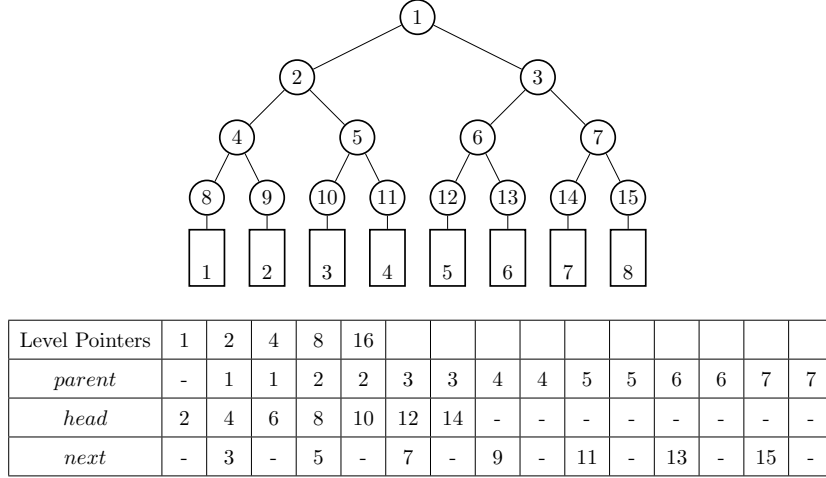 1
2 3
4 5 6 7
8 9 10 11 12 13 14 15
1 2 3 4 5 6 7 8
Level Pointers 1 2 4 8 16
parent - 1 1 2 2 3 3 4 4 5 5 6 6 7 7
head 2 4 6 8 10 12 14 - - - - - - - -
next - 3 - 5 - 7 - 9 - 11 - 13 - 15 -